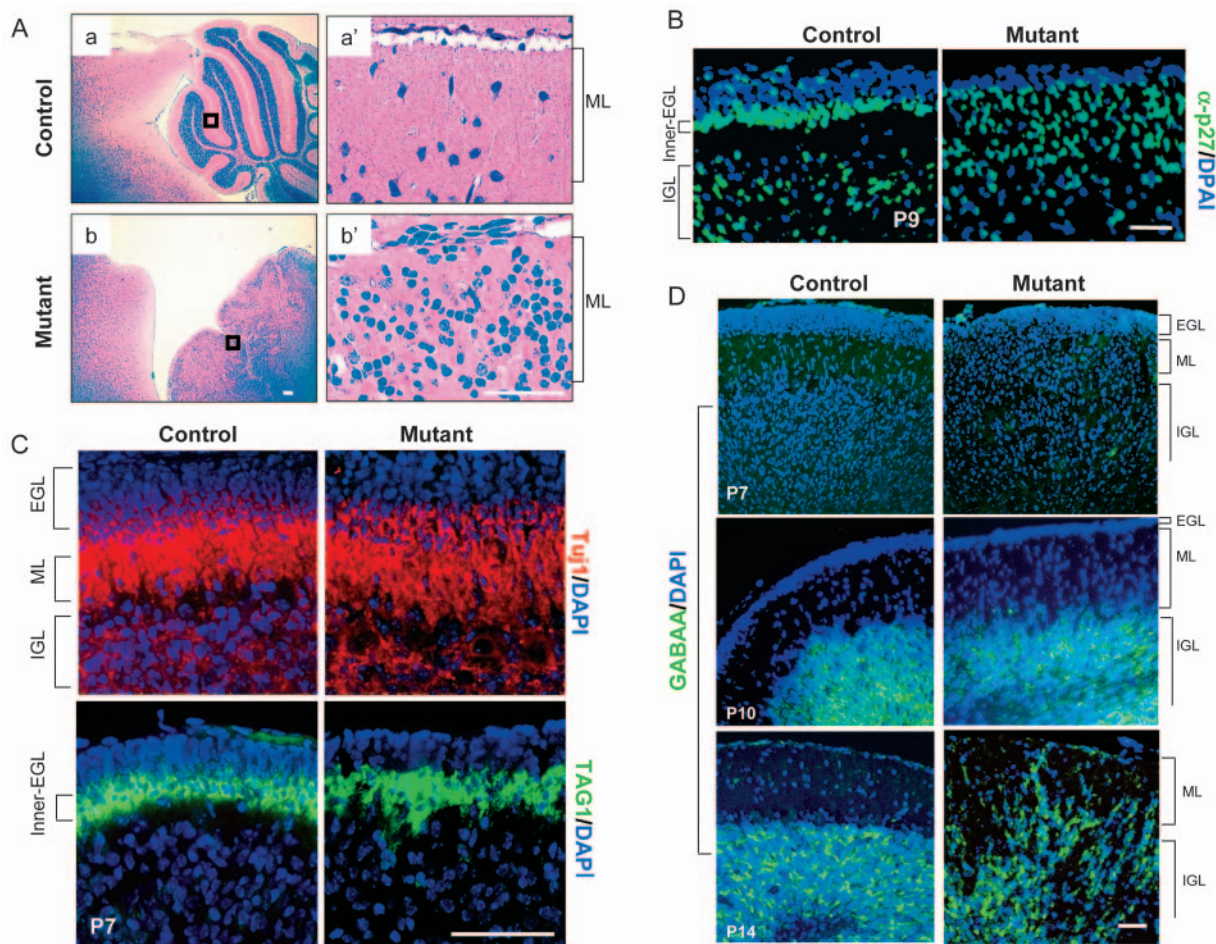 A
a
a'
ML
Control
b
b'
ML
Mutant
B
Control
Mutant
Inner-EGL
IGL
P9
α-p27/DPAI
C
Control
Mutant
EGL
ML
IGL
Tuj1/DAPI
Inner-EGL
P7
TAG1/DAPI
D
Control
Mutant
GABAA/DAPI
P7
EGL
ML
IGL
P10
EGL
ML
IGL
P14
ML
IGL